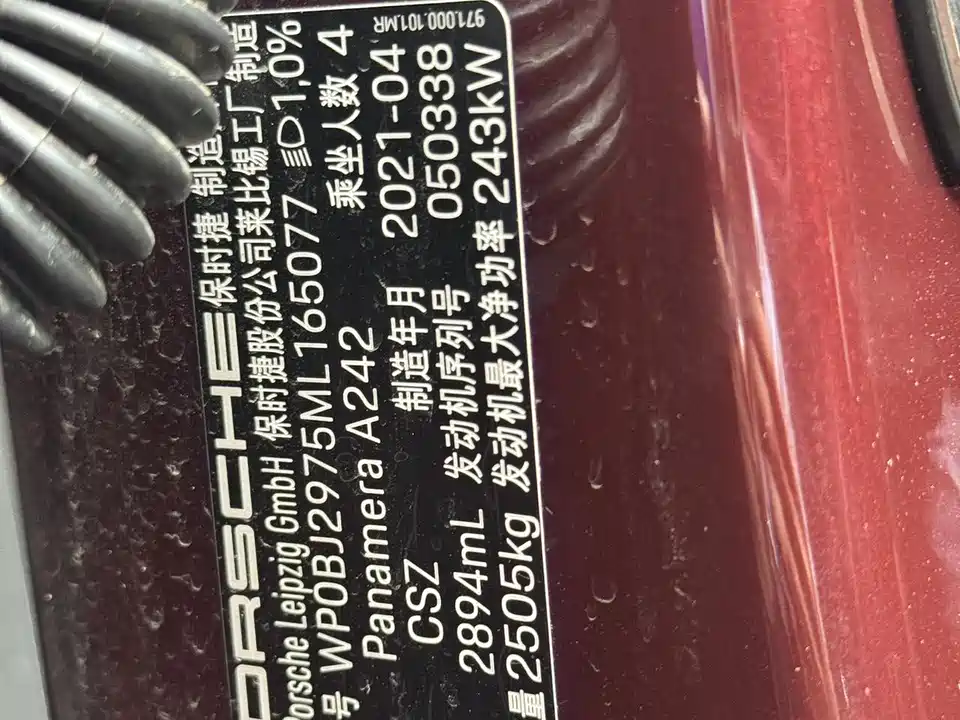 PORSCHE 保时捷 制造
Porsche Leipzig GmbH 保时捷股份公司莱比锡工厂制造
号 WP0BJ2975ML165077 1,0%
Panamera A242 乘坐人数 4
CSZ 制造年月 2021-04
2894mL 发动机序列号 050338
量 2505kg 发动机最大净功率 243kW
971.000.101.MR